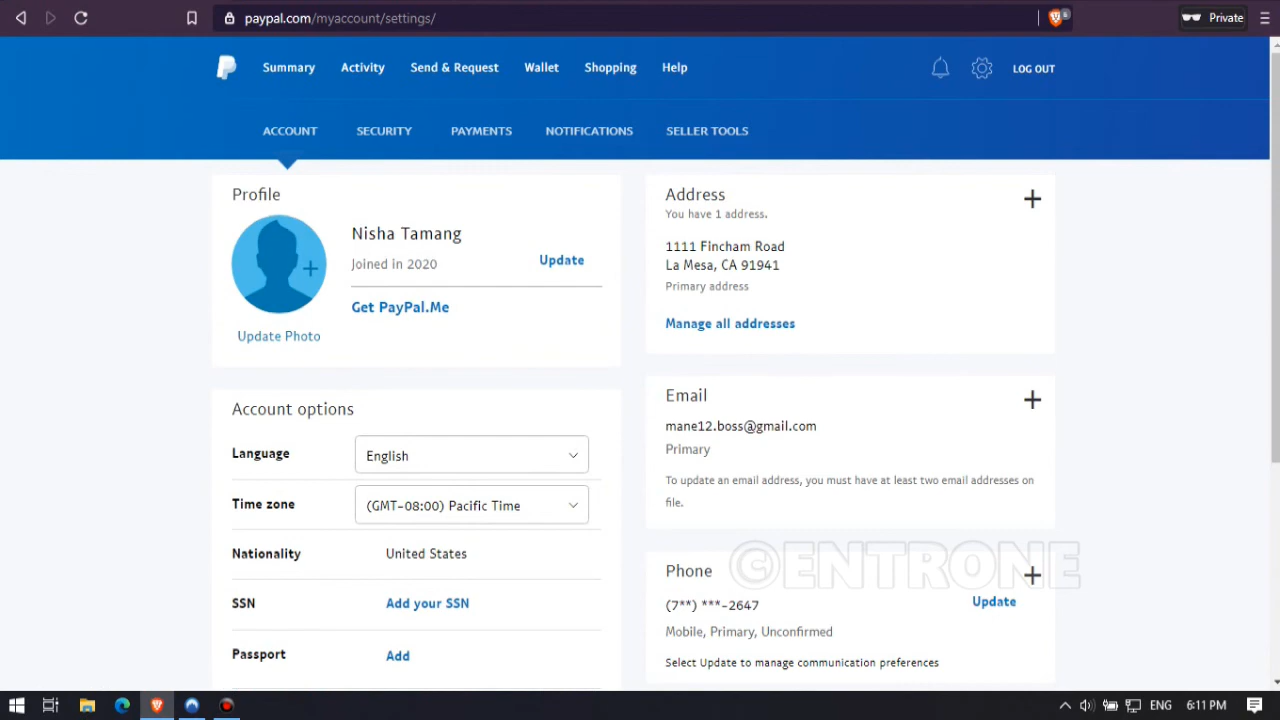 paypal.com/myaccount/settings/
Private
Summary Activity Send & Request Wallet Shopping Help LOG OUT
ACCOUNT SECURITY PAYMENTS NOTIFICATIONS SELLER TOOLS
Profile
Nisha Tamang
Joined in 2020
Update
Get PayPal.Me
Update Photo
Account options
Language English
Time zone (GMT-08:00) Pacific Time
Nationality United States
SSN Add your SSN
Passport Add
Address
You have 1 address.
1111 Fincham Road
La Mesa, CA 91941
Primary address
Manage all addresses
Email
mane12.boss@gmail.com
Primary
To update an email address, you must have at least two email addresses on
file.
©ENTRONE
Phone
(7**) ***-2647
Update
Mobile, Primary, Unconfirmed
Select Update to manage communication preferences
ENG 6:11 PM